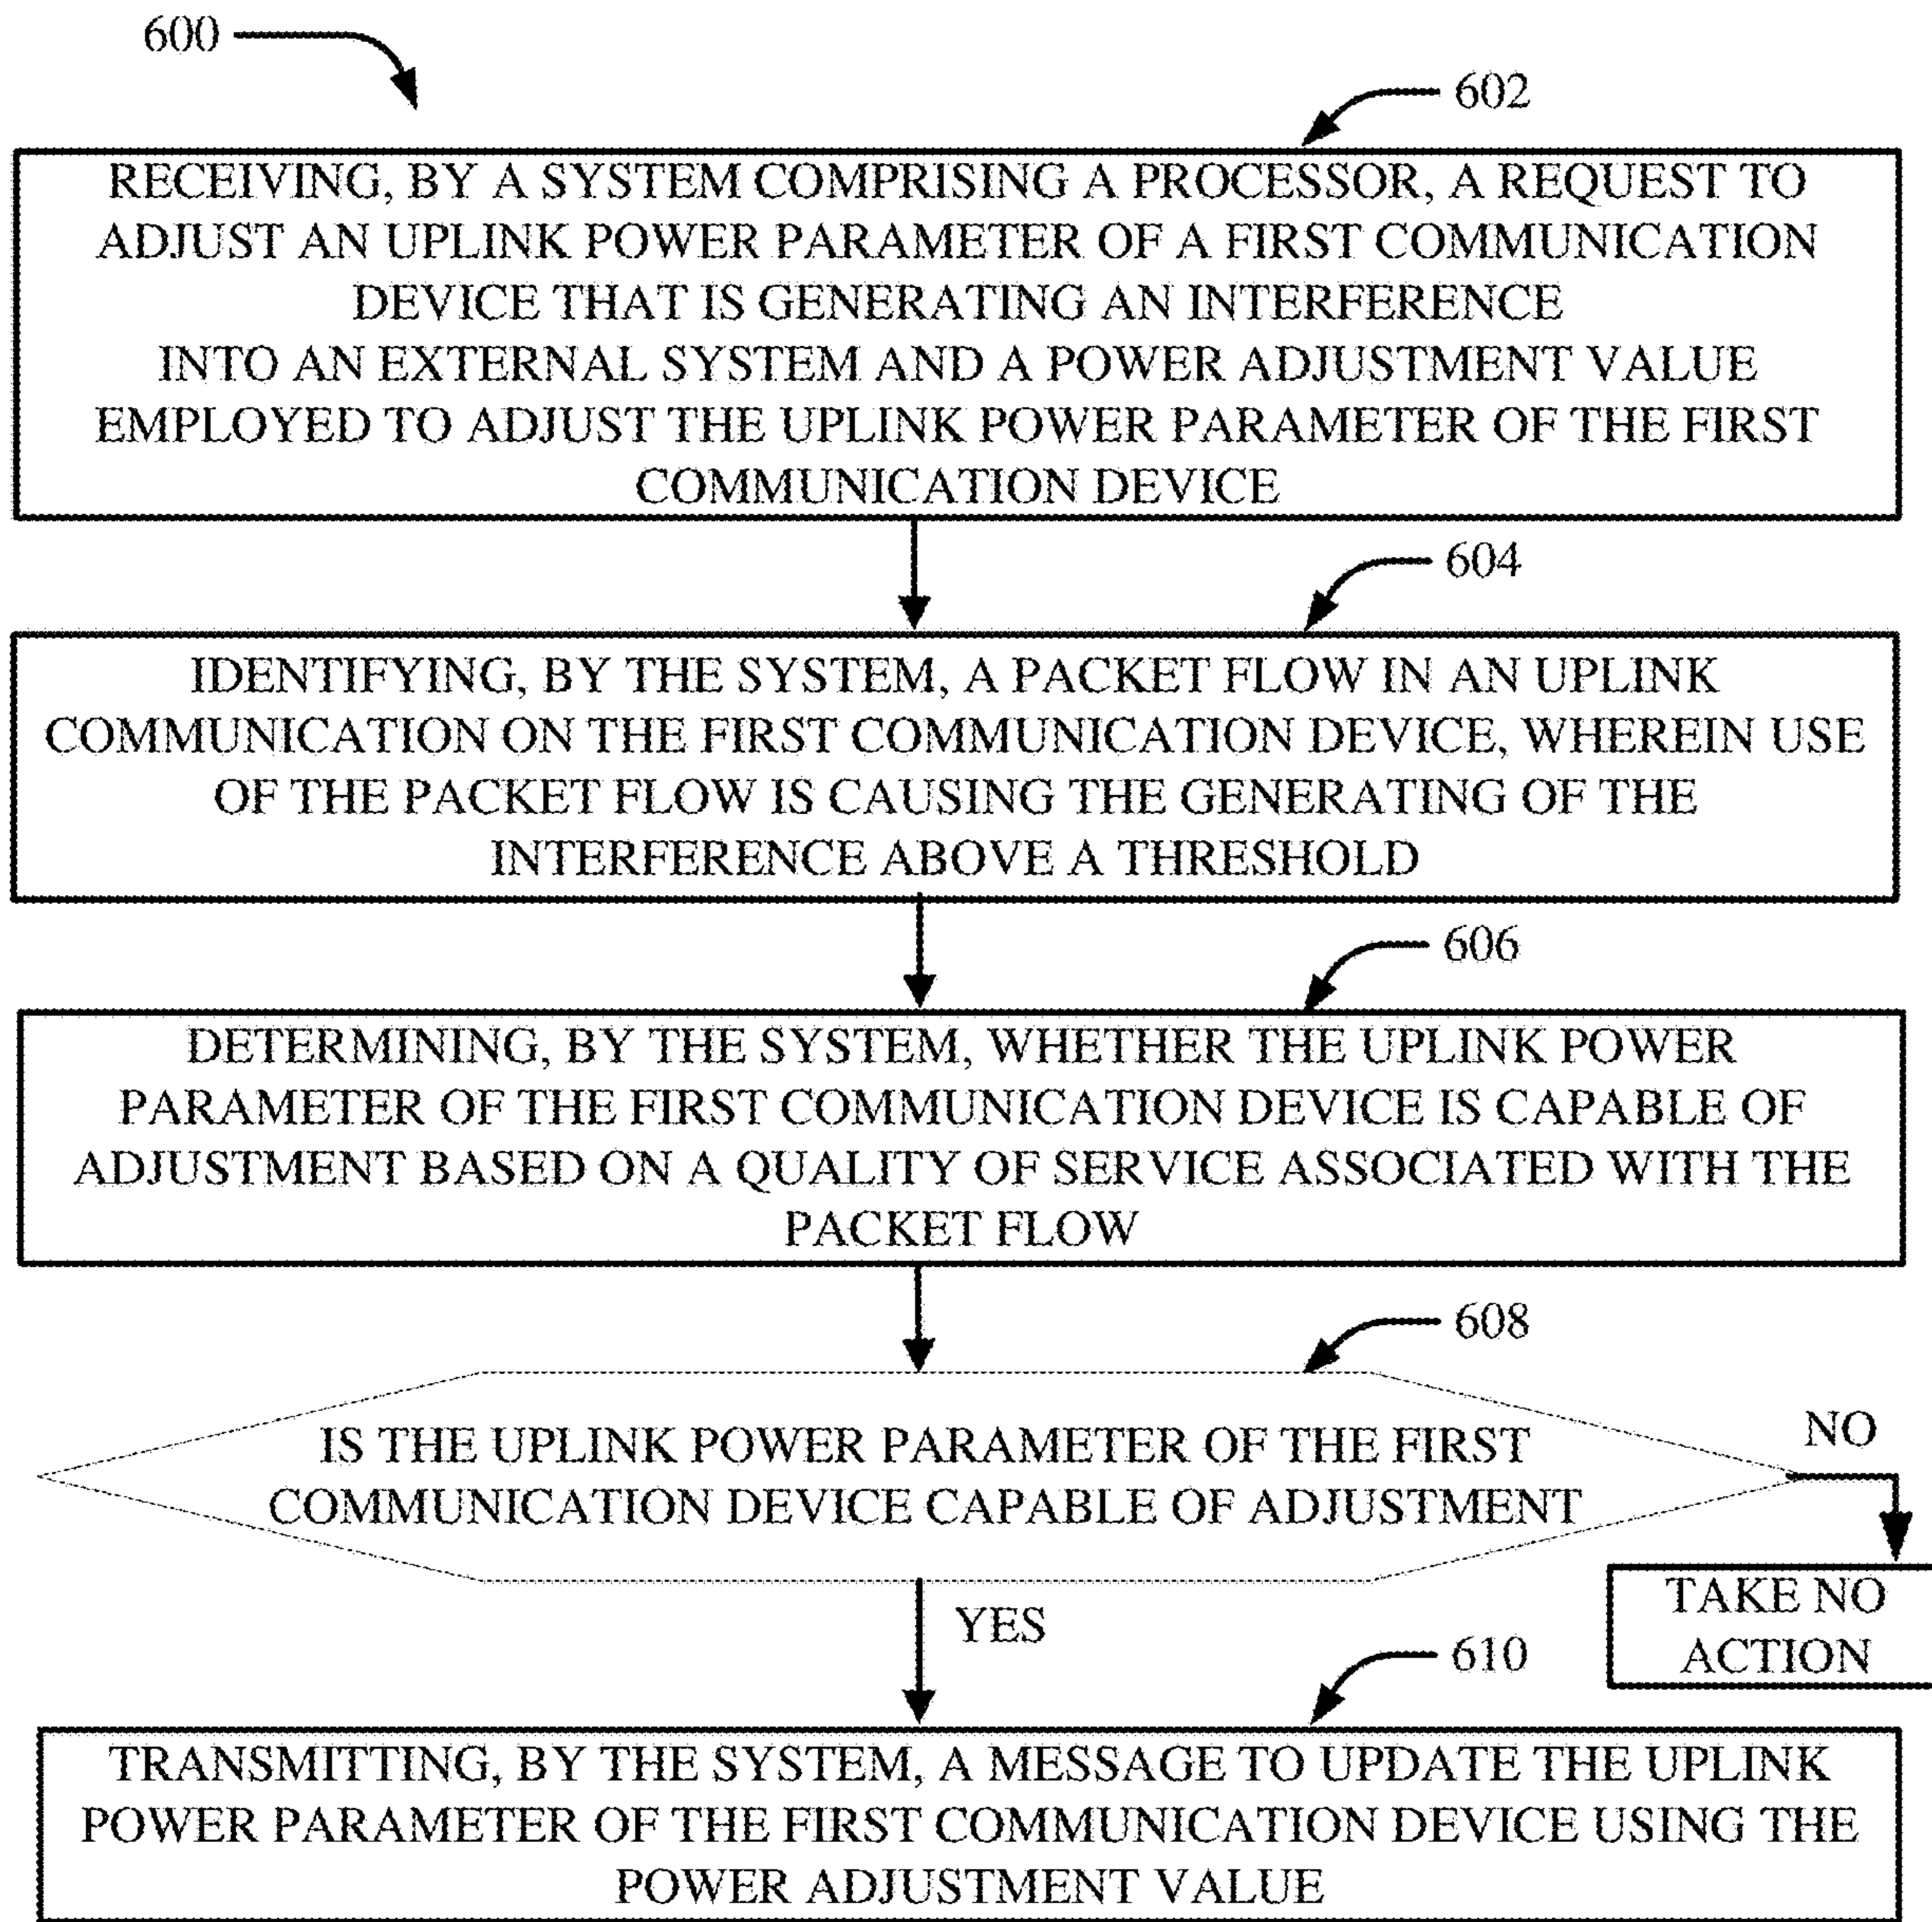 600
602
RECEIVING, BY A SYSTEM COMPRISING A PROCESSOR, A REQUEST TO
ADJUST AN UPLINK POWER PARAMETER OF A FIRST COMMUNICATION
DEVICE THAT IS GENERATING AN INTERFERENCE
INTO AN EXTERNAL SYSTEM AND A POWER ADJUSTMENT VALUE
EMPLOYED TO ADJUST THE UPLINK POWER PARAMETER OF THE FIRST
COMMUNICATION DEVICE
604
IDENTIFYING, BY THE SYSTEM, A PACKET FLOW IN AN UPLINK
COMMUNICATION ON THE FIRST COMMUNICATION DEVICE, WHEREIN USE
OF THE PACKET FLOW IS CAUSING THE GENERATING OF THE
INTERFERENCE ABOVE A THRESHOLD
606
DETERMINING, BY THE SYSTEM, WHETHER THE UPLINK POWER
PARAMETER OF THE FIRST COMMUNICATION DEVICE IS CAPABLE OF
ADJUSTMENT BASED ON A QUALITY OF SERVICE ASSOCIATED WITH THE
PACKET FLOW
608
IS THE UPLINK POWER PARAMETER OF THE FIRST
COMMUNICATION DEVICE CAPABLE OF ADJUSTMENT
NO
TAKE NO
ACTION
YES
610
TRANSMITTING, BY THE SYSTEM, A MESSAGE TO UPDATE THE UPLINK
POWER PARAMETER OF THE FIRST COMMUNICATION DEVICE USING THE
POWER ADJUSTMENT VALUE